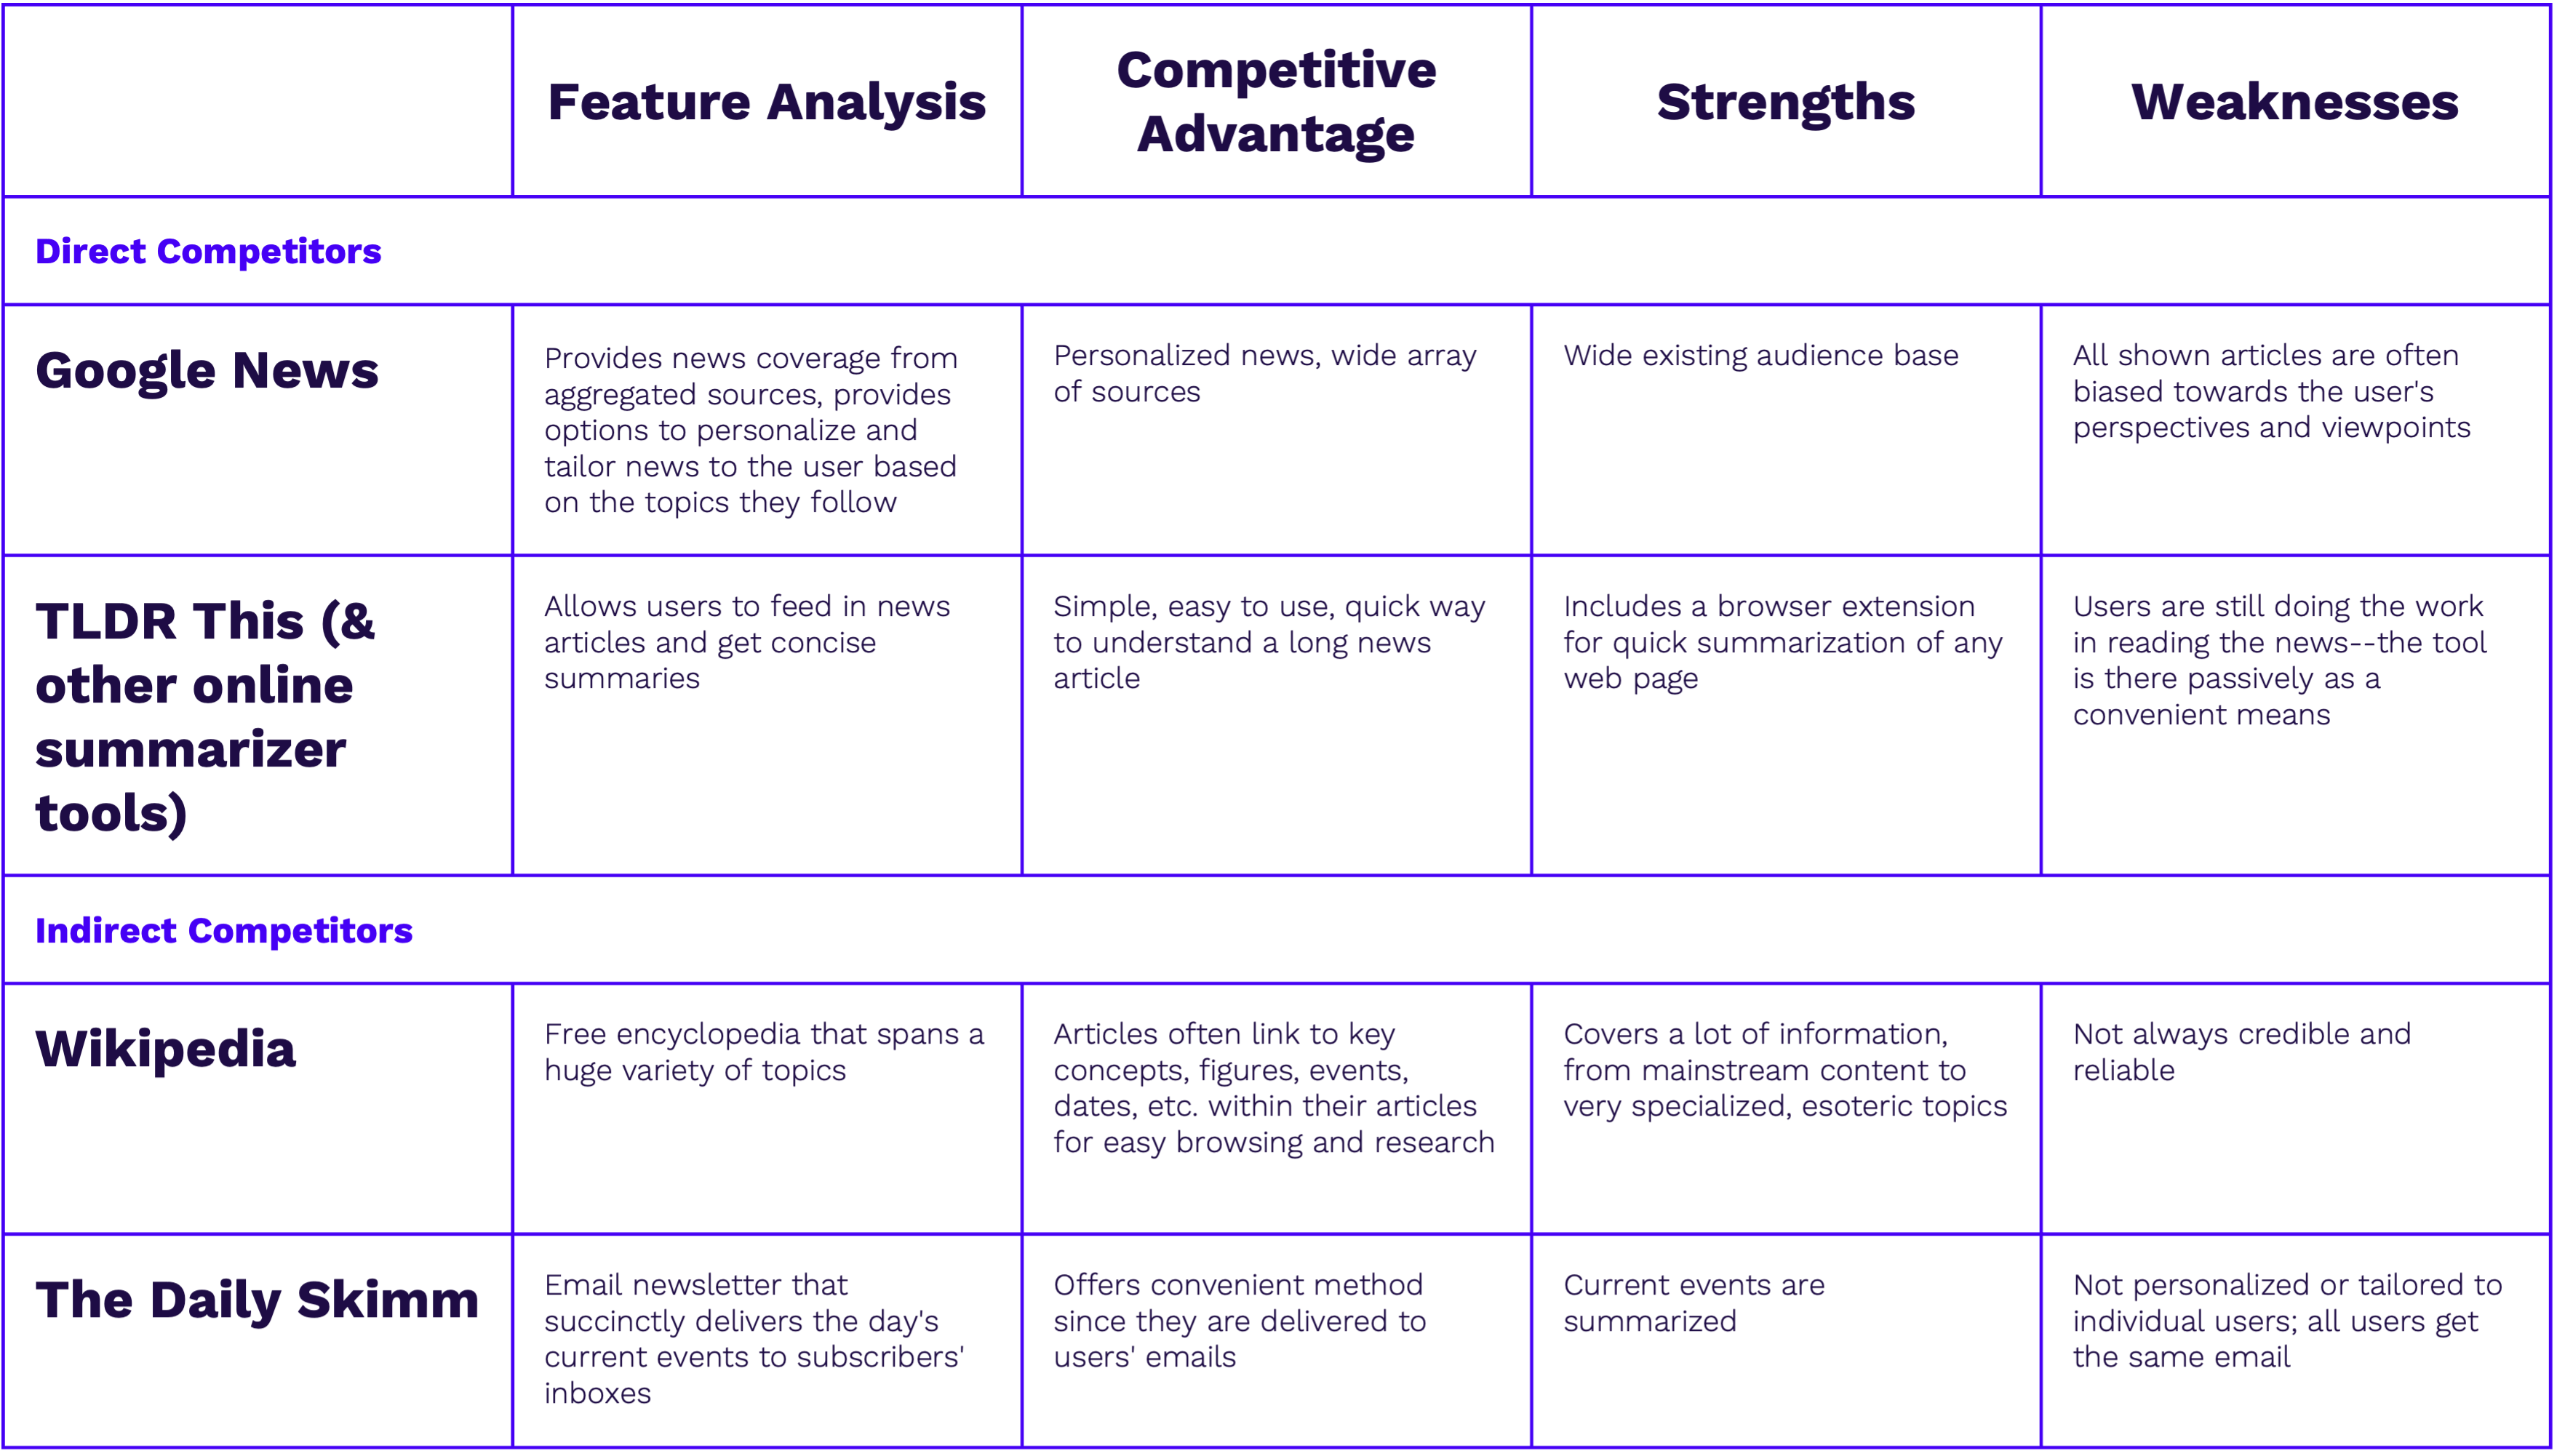 Feature Analysis
Competitive
Advantage
Strengths
Weaknesses
Direct Competitors
Google News
Provides news coverage from
aggregated sources, provides
options to personalize and
tailor news to the user based
on the topics they follow
Personalized news, wide array
of sources
Wide existing audience base
All shown articles are often
biased towards the user's
perspectives and viewpoints
TLDR This (&
other online
summarizer
tools)
Allows users to feed in news
articles and get concise
summaries
Simple, easy to use, quick way
to understand a long news
article
Includes a browser extension
for quick summarization of any
web page
Users are still doing the work
in reading the news--the tool
is there passively as a
convenient means
Indirect Competitors
Wikipedia
Free encyclopedia that spans a
huge variety of topics
Articles often link to key
concepts, figures, events,
dates, etc. within their articles
for easy browsing and research
Covers a lot of information,
from mainstream content to
very specialized, esoteric topics
Not always credible and
reliable
The Daily Skimm
Email newsletter that
succinctly delivers the day's
current events to subscribers'
inboxes
Offers convenient method
since they are delivered to
users' emails
Current events are
summarized
Not personalized or tailored to
individual users; all users get
the same email